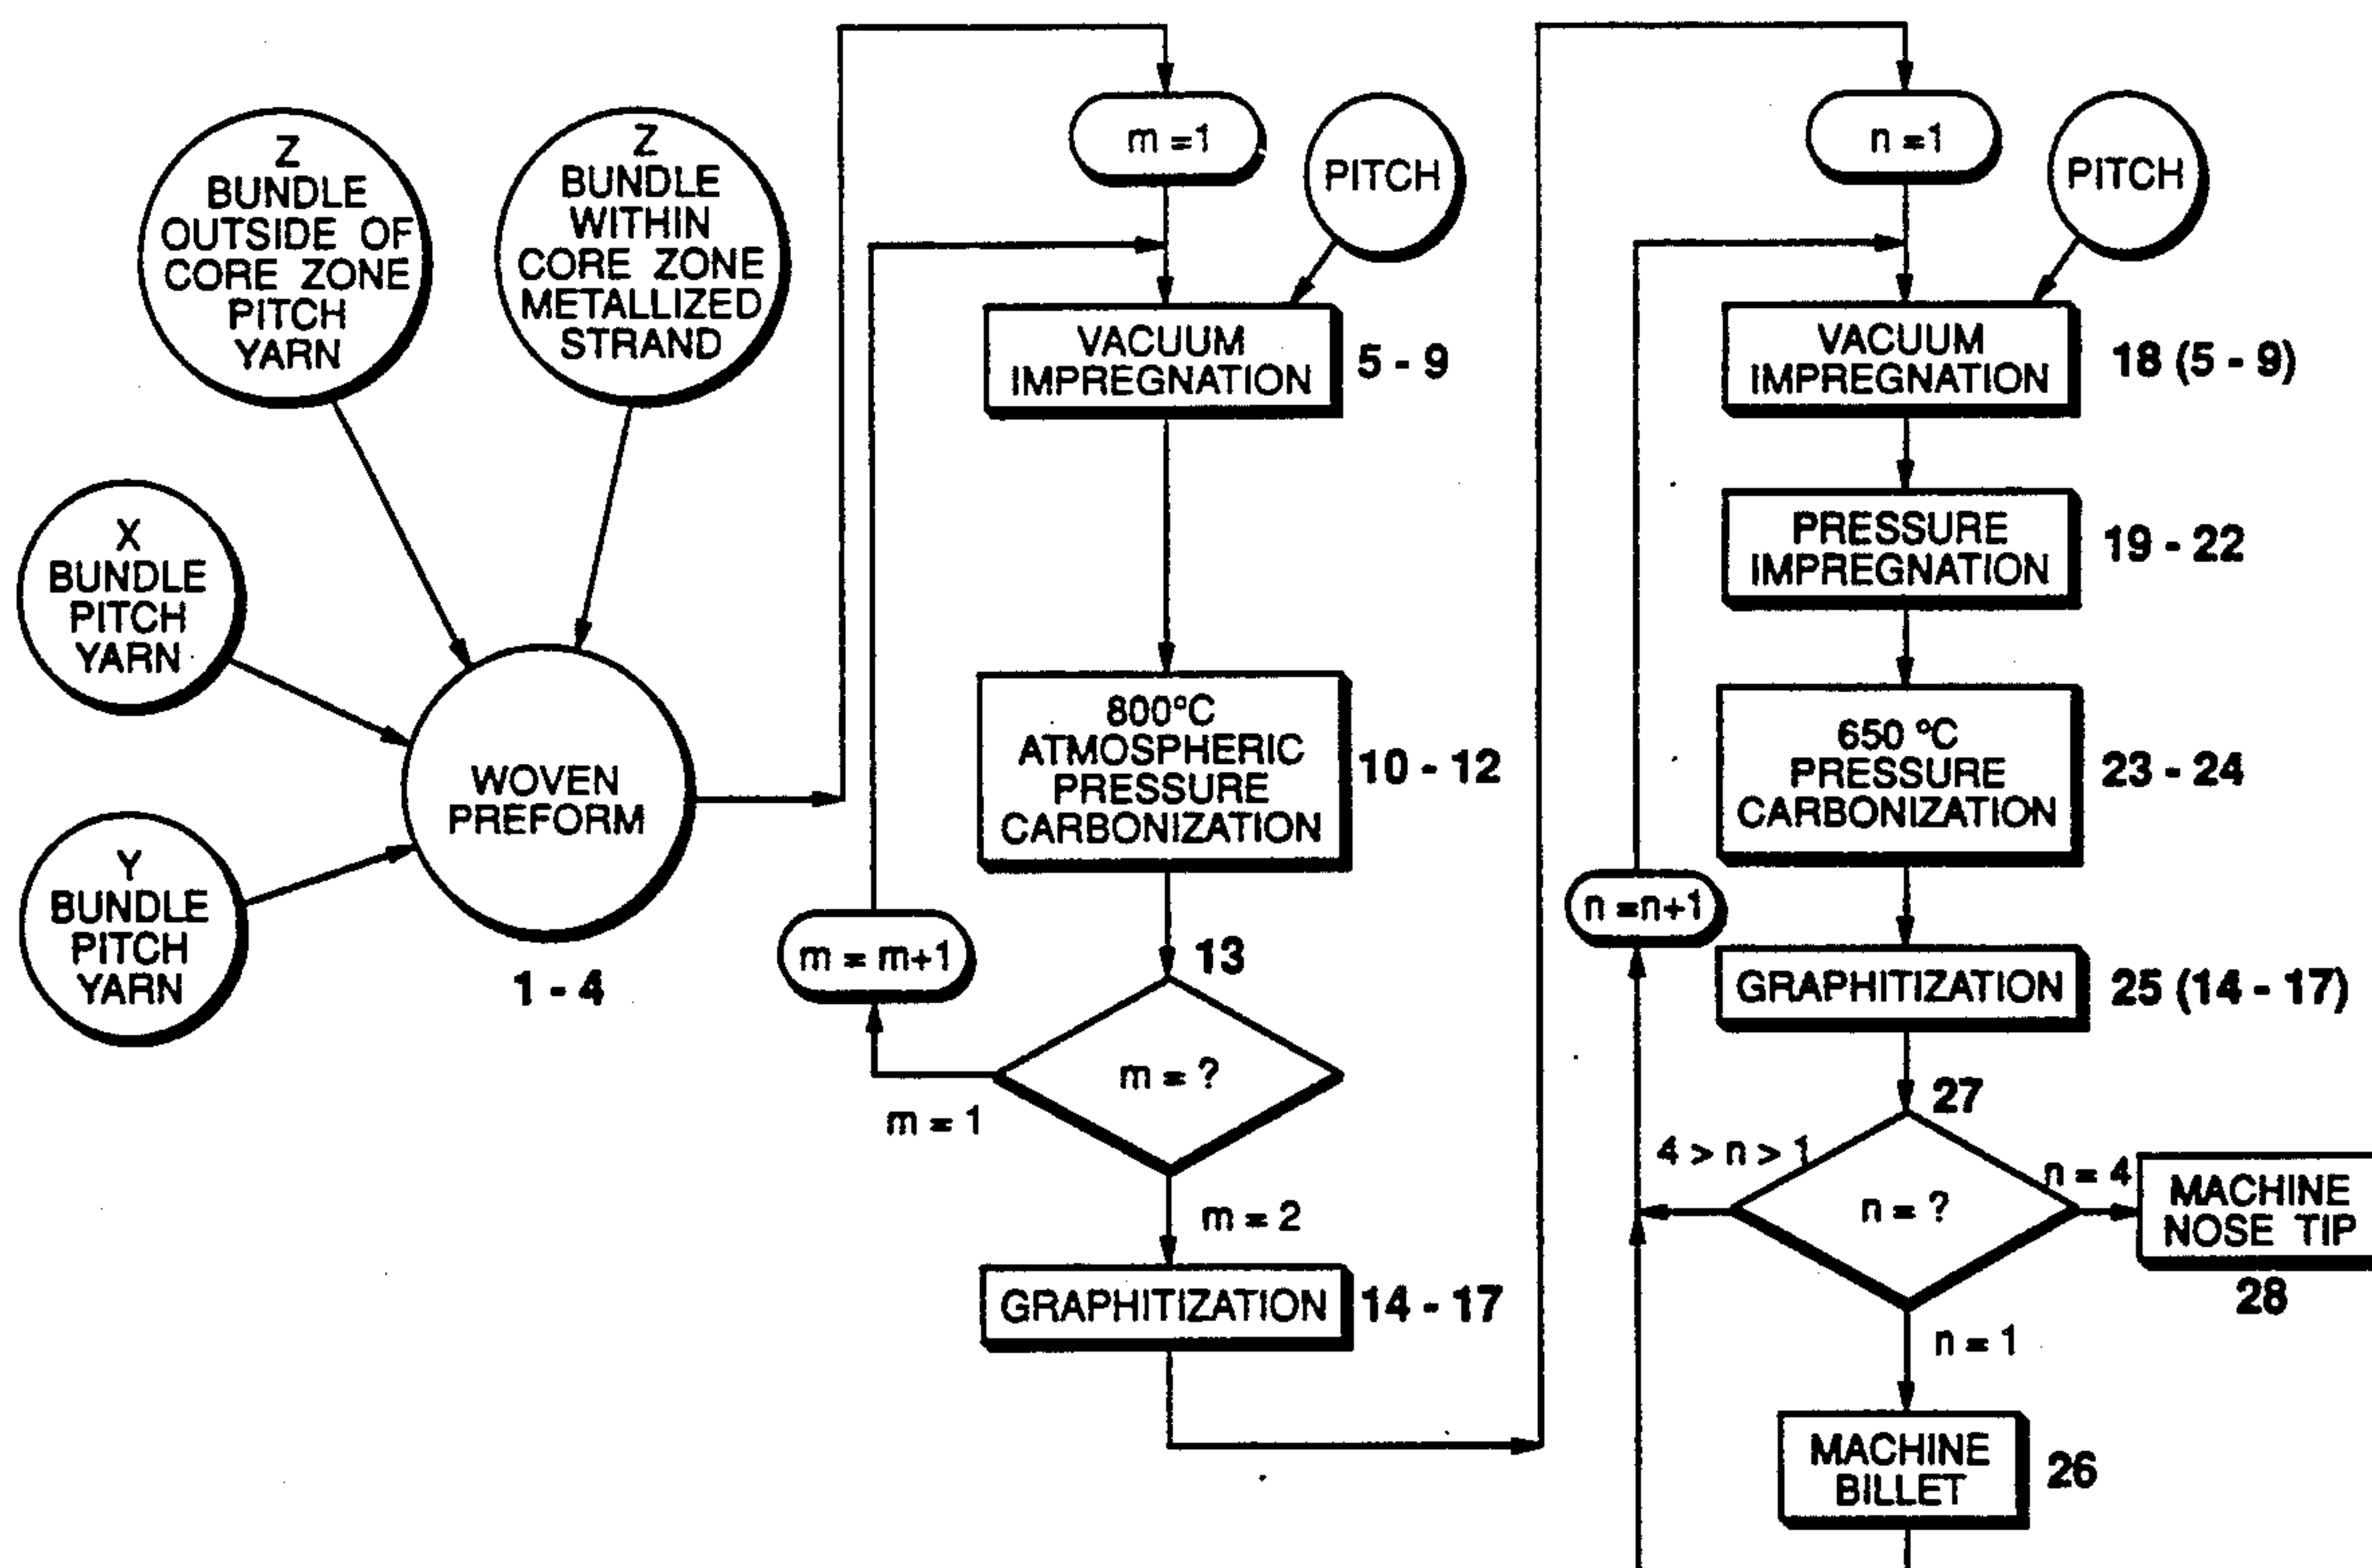 Z
BUNDLE
OUTSIDE OF
CORE ZONE
PITCH
YARN
Z
BUNDLE
WITHIN
CORE ZONE
METALLIZED
STRAND
X
BUNDLE
PITCH
YARN
Y
BUNDLE
PITCH
YARN
WOVEN
PREFORM
1 - 4
m = 1
PITCH
VACUUM
IMPREGNATION
5 - 9
800°C
ATMOSPHERIC
PRESSURE
CARBONIZATION
10 - 12
m = m+1
13
m = ?
m = 1
m = 2
GRAPHITIZATION
14 - 17
n = 1
PITCH
VACUUM
IMPREGNATION
18 (5 - 9)
PRESSURE
IMPREGNATION
19 - 22
650 °C
PRESSURE
CARBONIZATION
23 - 24
n = n+1
GRAPHITIZATION
25 (14 - 17)
27
4 > n > 1
n = ?
n = 4
MACHINE
NOSE TIP
28
n = 1
MACHINE
BILLET
26